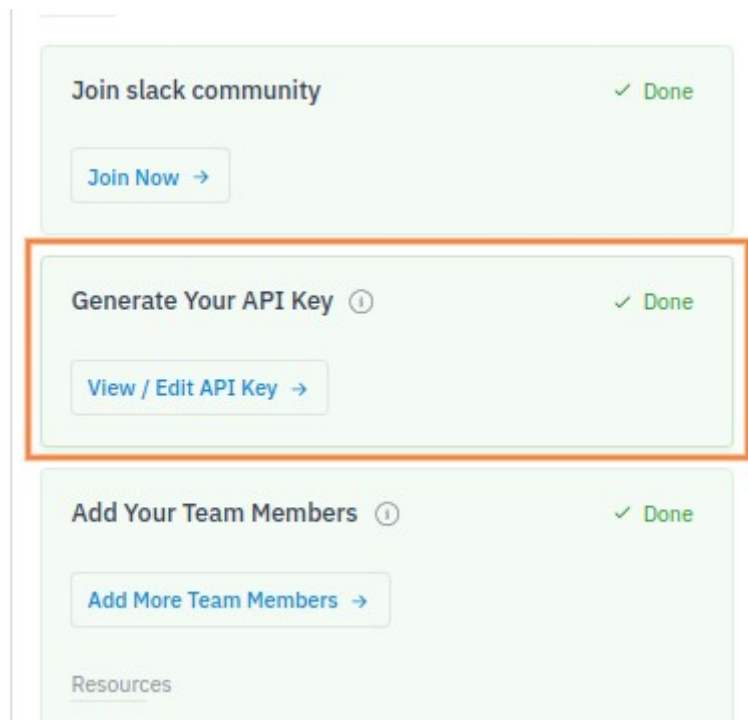 Join slack community
✓ Done
Join Now →
Generate Your API Key ⓘ
✓ Done
View / Edit API Key →
Add Your Team Members ⓘ
✓ Done
Add More Team Members →
Resources